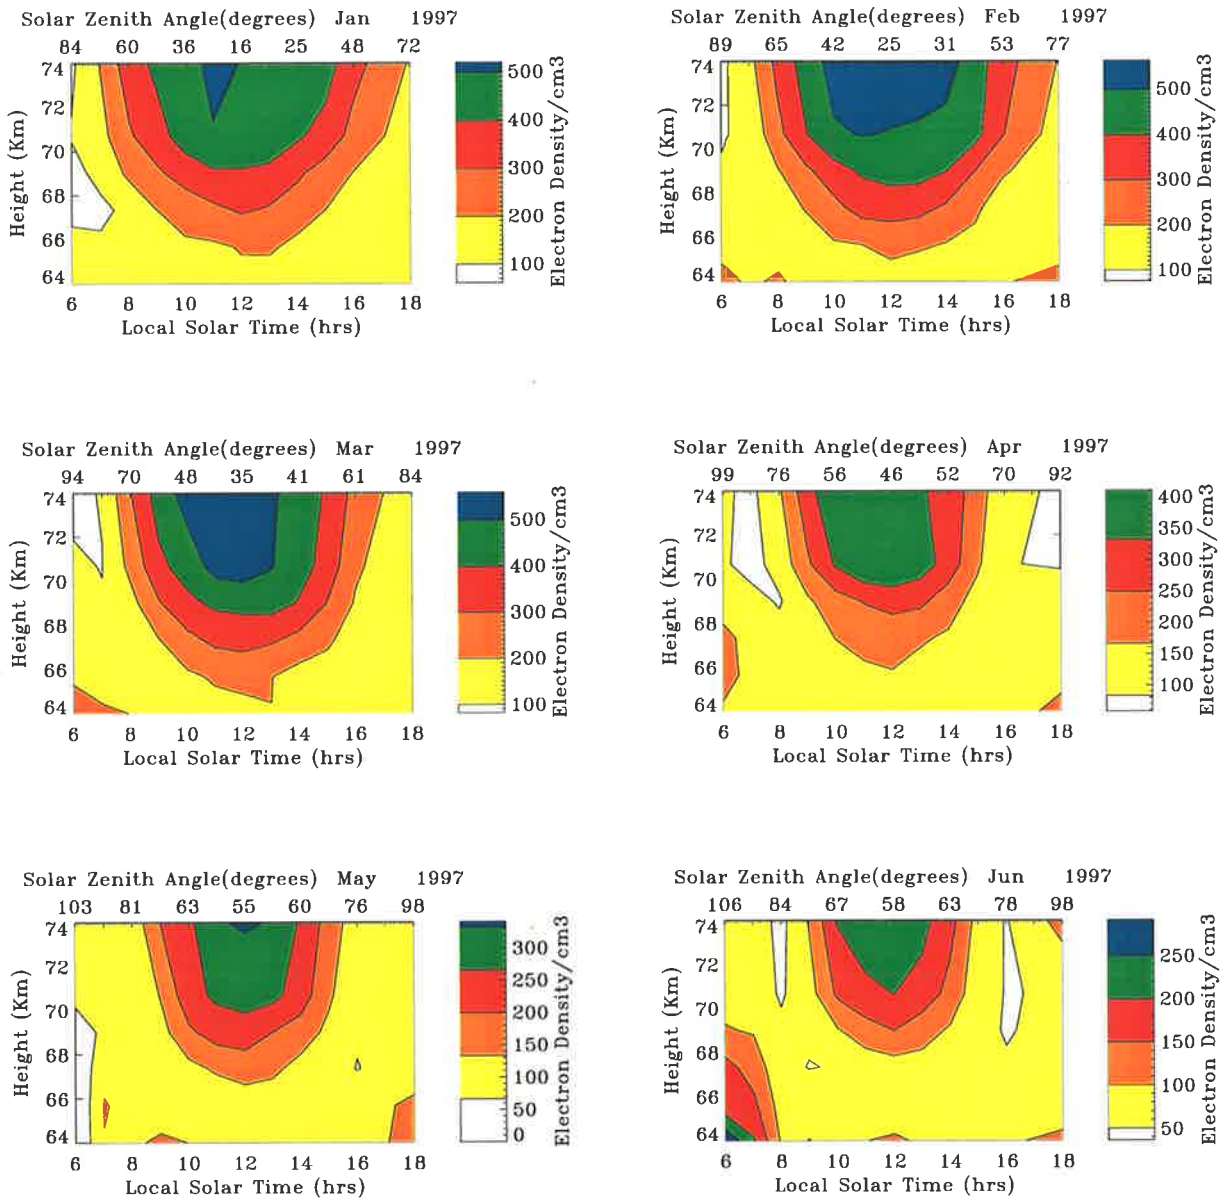 Solar Zenith Angle(degrees) Jan 1997
84 60 36 16 25 48 72
74
72
70
68
66
64
Height (Km)
6 8 10 12 14 16 18
Local Solar Time (hrs)
500
400
300
200
100
Electron Density/cm3
Solar Zenith Angle(degrees) Feb 1997
89 65 42 25 31 53 77
74
72
70
68
66
64
Height (Km)
6 8 10 12 14 16 18
Local Solar Time (hrs)
500
400
300
200
100
Electron Density/cm3
Solar Zenith Angle(degrees) Mar 1997
94 70 48 35 41 61 84
74
72
70
68
66
64
Height (Km)
6 8 10 12 14 16 18
Local Solar Time (hrs)
500
400
300
200
100
Electron Density/cm3
Solar Zenith Angle(degrees) Apr 1997
99 76 56 46 52 70 92
74
72
70
68
66
64
Height (Km)
6 8 10 12 14 16 18
Local Solar Time (hrs)
400
350
300
250
200
150
100
Electron Density/cm3
Solar Zenith Angle(degrees) May 1997
103 81 63 55 60 76 98
74
72
70
68
66
64
Height (Km)
6 8 10 12 14 16 18
Local Solar Time (hrs)
300
250
200
150
100
50
0
Electron Density/cm3
Solar Zenith Angle(degrees) Jun 1997
106 84 67 58 63 78 98
74
72
70
68
66
64
Height (Km)
6 8 10 12 14 16 18
Local Solar Time (hrs)
250
200
150
100
50
Electron Density/cm3